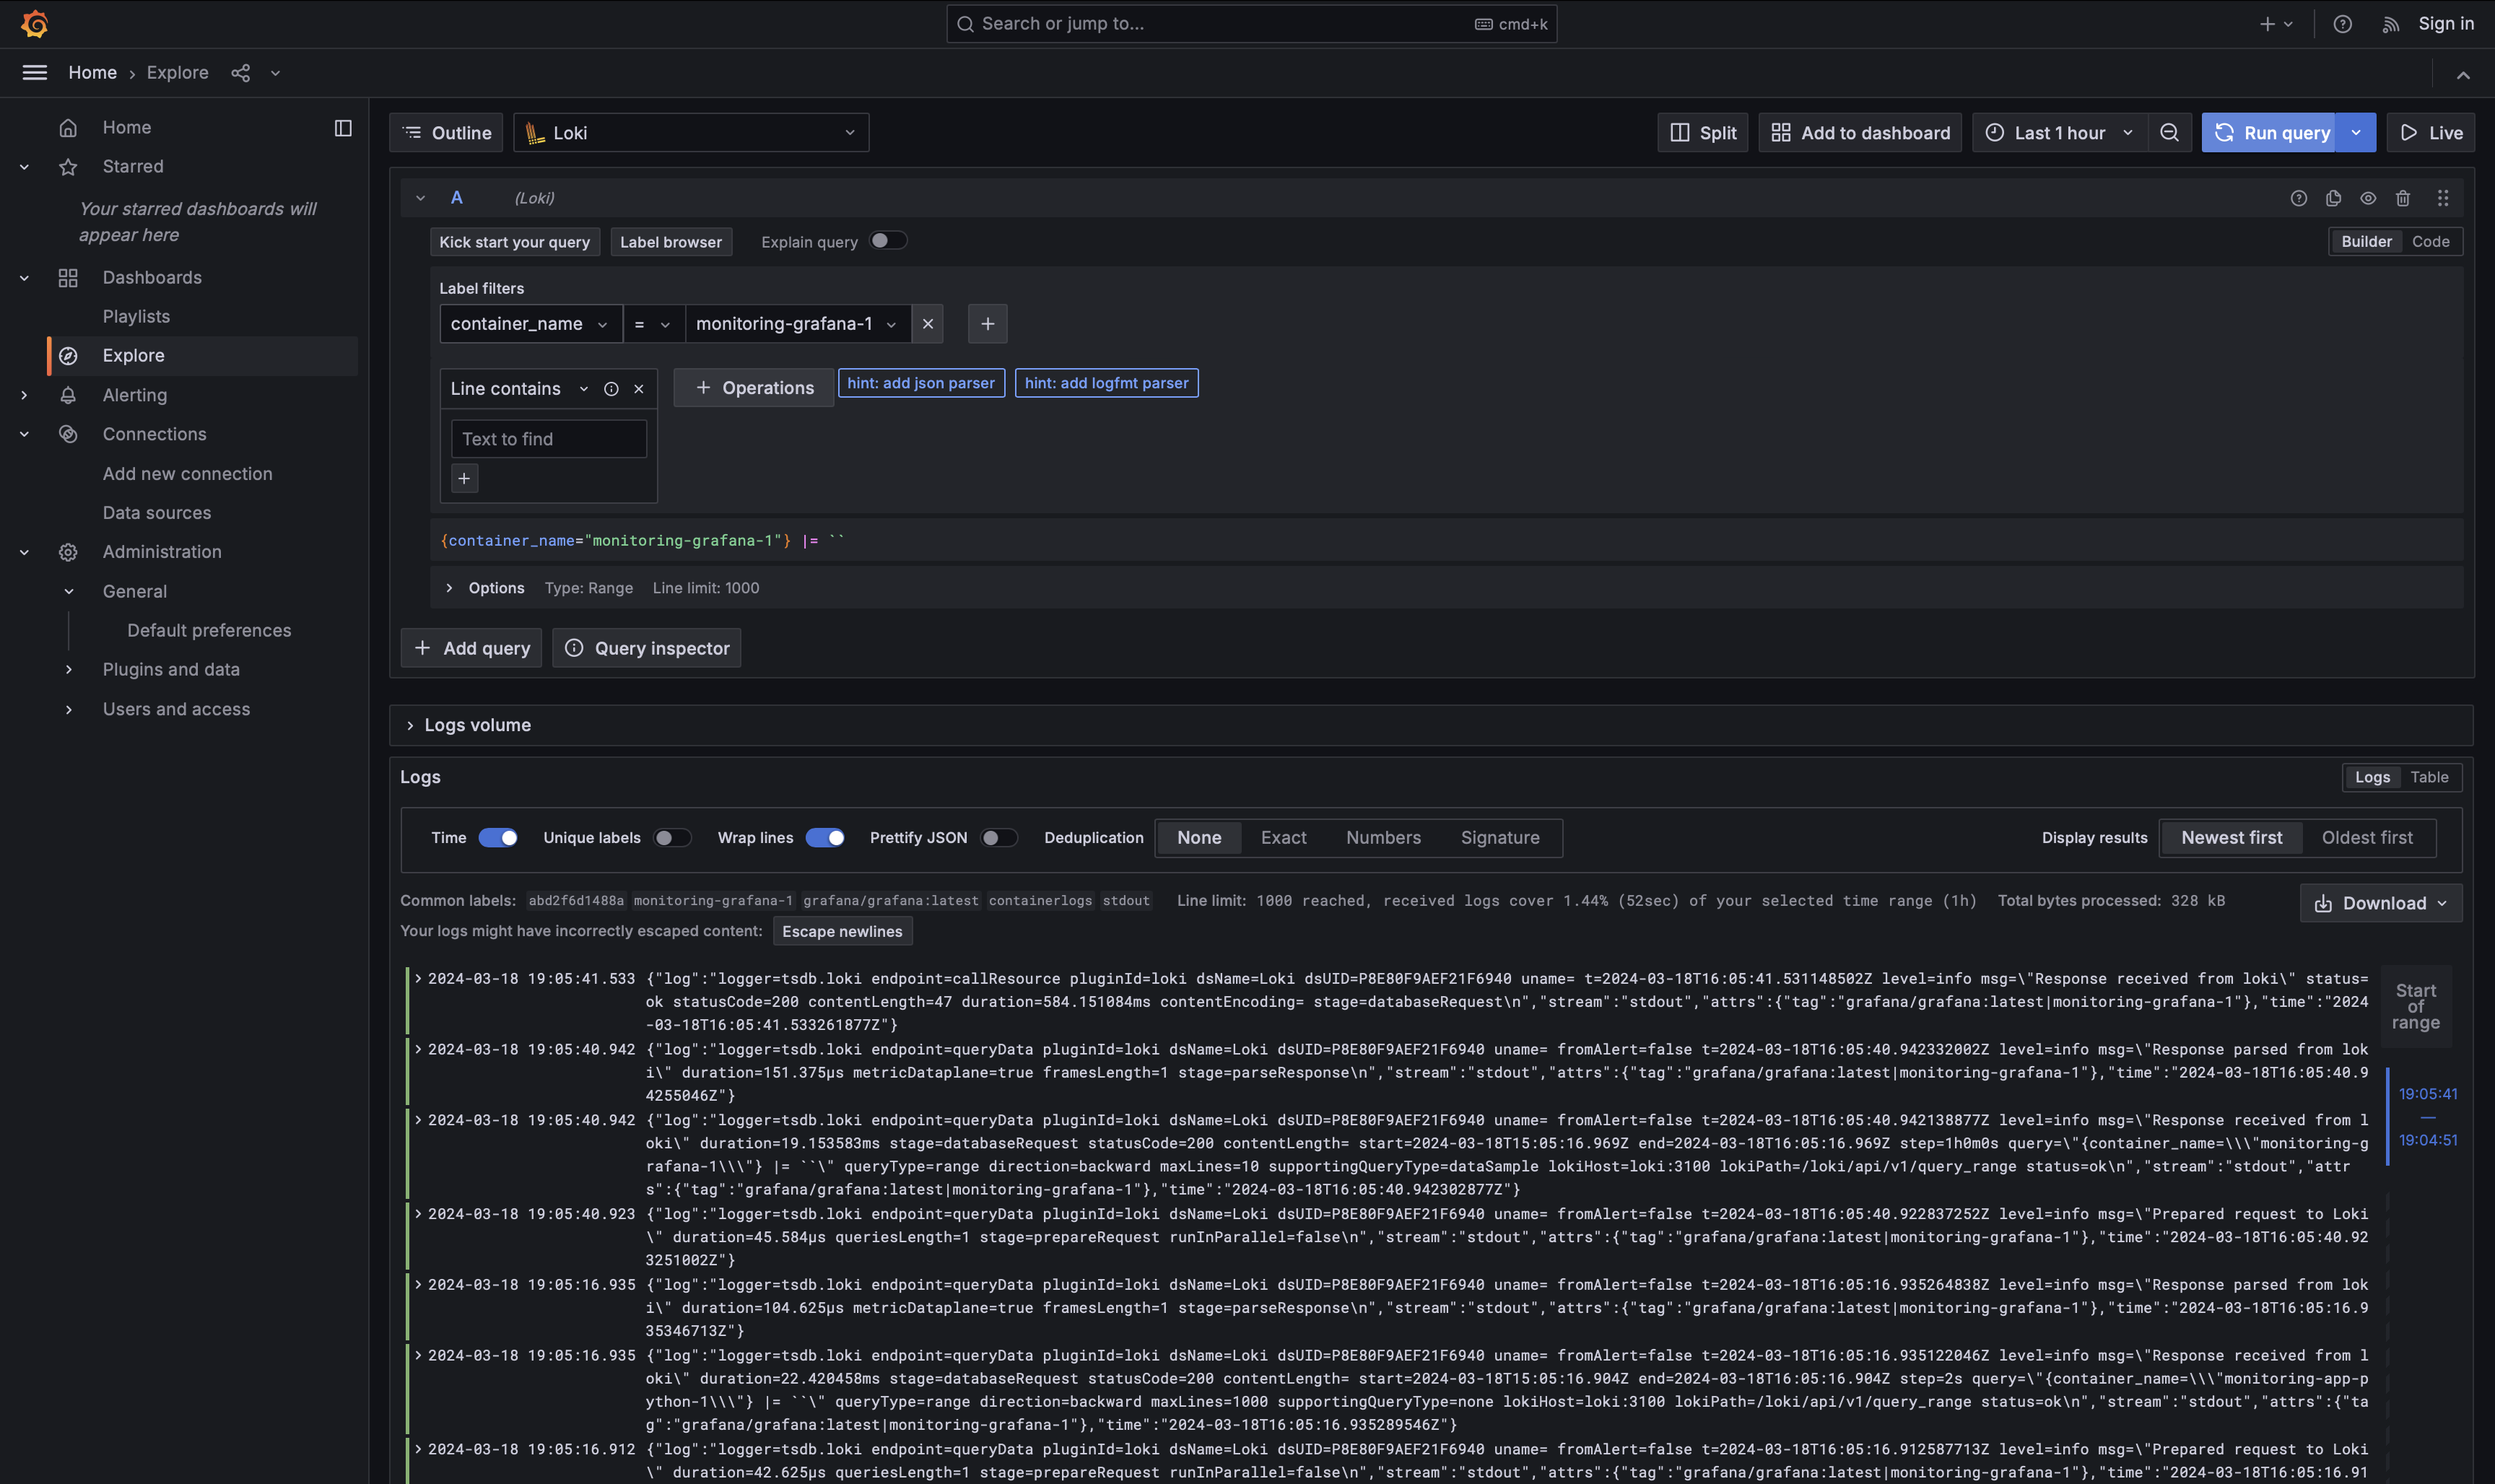 Search or jump to...
cmd+k
Sign in
Home › Explore
Home
Starred
Your starred dashboards will
appear here
Dashboards
Playlists
Explore
Alerting
Connections
Add new connection
Data sources
Administration
General
Default preferences
Plugins and data
Users and access
Outline
Loki
Split
Add to dashboard
Last 1 hour
Run query
Live
A (Loki)
Kick start your query
Label browser
Explain query
Builder
Code
Label filters
container_name = monitoring-grafana-1
Line contains
Operations
hint: add json parser
hint: add logfmt parser
Text to find
{container_name="monitoring-grafana-1"} |= ``
Options Type: Range Line limit: 1000
Add query
Query inspector
Logs volume
Logs
Logs Table
Time
Unique labels
Wrap lines
Prettify JSON
Deduplication
None
Exact
Numbers
Signature
Display results
Newest first
Oldest first
Common labels: abd2f6d1488a monitoring-grafana-1 grafana/grafana:latest containerlogs stdout Line limit: 1000 reached, received logs cover 1.44% (52sec) of your selected time range (1h) Total bytes processed: 328 kB
Download
Your logs might have incorrectly escaped content: Escape newlines
2024-03-18 19:05:41.533 {"log":"logger=tsdb.loki endpoint=callResource pluginId=loki dsName=Loki dsUID=P8E80F9AEF21F6940 uname= t=2024-03-18T16:05:41.531148502Z level=info msg=\"Response received from loki\" status=
ok statusCode=200 contentLength=47 duration=584.151084ms contentEncoding= stage=databaseRequest\n","stream":"stdout","attrs":{"tag":"grafana/grafana:latest|monitoring-grafana-1"},"time":"2024
-03-18T16:05:41.533261877Z"}
2024-03-18 19:05:40.942 {"log":"logger=tsdb.loki endpoint=queryData pluginId=loki dsName=Loki dsUID=P8E80F9AEF21F6940 uname= fromAlert=false t=2024-03-18T16:05:40.942332002Z level=info msg=\"Response parsed from lok
i\" duration=151.375µs metricDataplane=true framesLength=1 stage=parseResponse\n","stream":"stdout","attrs":{"tag":"grafana/grafana:latest|monitoring-grafana-1"},"time":"2024-03-18T16:05:40.9
4255046Z"}
2024-03-18 19:05:40.942 {"log":"logger=tsdb.loki endpoint=queryData pluginId=loki dsName=Loki dsUID=P8E80F9AEF21F6940 uname= fromAlert=false t=2024-03-18T16:05:40.942138877Z level=info msg=\"Response received from l
oki\" duration=19.153583ms stage=databaseRequest statusCode=200 contentLength= start=2024-03-18T15:05:16.969Z end=2024-03-18T16:05:16.969Z step=1h0m0s query=\"{container_name=\\\"monitoring-g
rafana-1\\\"} |= ``\" queryType=range direction=backward maxLines=10 supportingQueryType=dataSample lokiHost=loki:3100 lokiPath=/loki/api/v1/query_range status=ok\n","stream":"stdout","attr
s":{"tag":"grafana/grafana:latest|monitoring-grafana-1"},"time":"2024-03-18T16:05:40.942302877Z"}
2024-03-18 19:05:40.923 {"log":"logger=tsdb.loki endpoint=queryData pluginId=loki dsName=Loki dsUID=P8E80F9AEF21F6940 uname= fromAlert=false t=2024-03-18T16:05:40.922837252Z level=info msg=\"Prepared request to Loki
\" duration=45.584µs queriesLength=1 stage=prepareRequest runInParallel=false\n","stream":"stdout","attrs":{"tag":"grafana/grafana:latest|monitoring-grafana-1"},"time":"2024-03-18T16:05:40.92
3251002Z"}
2024-03-18 19:05:16.935 {"log":"logger=tsdb.loki endpoint=queryData pluginId=loki dsName=Loki dsUID=P8E80F9AEF21F6940 uname= fromAlert=false t=2024-03-18T16:05:16.935264838Z level=info msg=\"Response parsed from lok
i\" duration=104.625µs metricDataplane=true framesLength=1 stage=parseResponse\n","stream":"stdout","attrs":{"tag":"grafana/grafana:latest|monitoring-grafana-1"},"time":"2024-03-18T16:05:16.9
35346713Z"}
2024-03-18 19:05:16.935 {"log":"logger=tsdb.loki endpoint=queryData pluginId=loki dsName=Loki dsUID=P8E80F9AEF21F6940 uname= fromAlert=false t=2024-03-18T16:05:16.935122046Z level=info msg=\"Response received from l
oki\" duration=22.420458ms stage=databaseRequest statusCode=200 contentLength= start=2024-03-18T15:05:16.904Z end=2024-03-18T16:05:16.904Z step=2s query=\"{container_name=\\\"monitoring-app-p
ython-1\\\"} |= ``\" queryType=range direction=backward maxLines=1000 supportingQueryType=none lokiHost=loki:3100 lokiPath=/loki/api/v1/query_range status=ok\n","stream":"stdout","attrs":{"ta
g":"grafana/grafana:latest|monitoring-grafana-1"},"time":"2024-03-18T16:05:16.935289546Z"}
2024-03-18 19:05:16.912 {"log":"logger=tsdb.loki endpoint=queryData pluginId=loki dsName=Loki dsUID=P8E80F9AEF21F6940 uname= fromAlert=false t=2024-03-18T16:05:16.912587713Z level=info msg=\"Prepared request to Loki
\" duration=42.625µs queriesLength=1 stage=prepareRequest runInParallel=false\n","stream":"stdout","attrs":{"tag":"grafana/grafana:latest|monitoring-grafana-1"},"time":"2024-03-18T16:05:16.91
Start
of
range
19:05:41
—
19:04:51